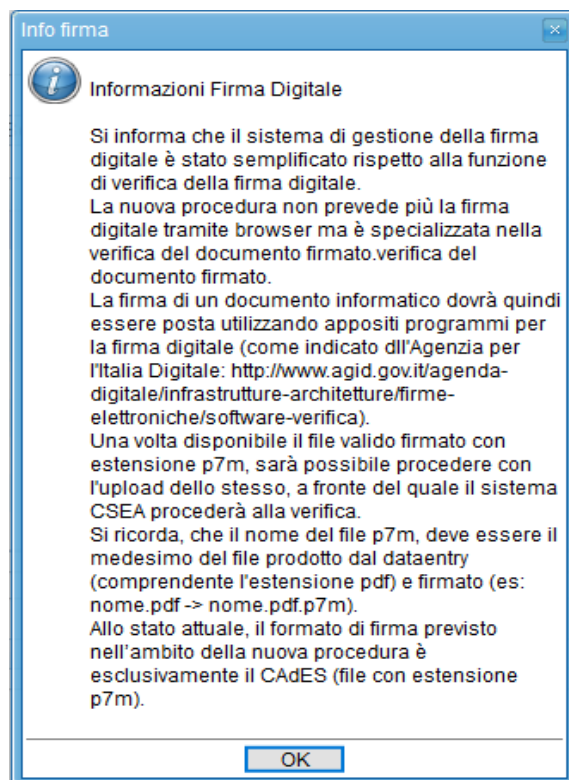 Info firma
Informazioni Firma Digitale
Si informa che il sistema di gestione della firma
digitale è stato semplificato rispetto alla funzione
di verifica della firma digitale.
La nuova procedura non prevede più la firma
digitale tramite browser ma è specializzata nella
verifica del documento firmato.verifica del
documento firmato.
La firma di un documento informatico dovrà quindi
essere posta utilizzando appositi programmi per
la firma digitale (come indicato dll'Agenzia per
l'Italia Digitale: http://www.agid.gov.it/agenda-
digitale/infrastrutture-architetture/firme-
elettroniche/software-verifica).
Una volta disponibile il file valido firmato con
estensione p7m, sarà possibile procedere con
l'upload dello stesso, a fronte del quale il sistema
CSEA procederà alla verifica.
Si ricorda, che il nome del file p7m, deve essere il
medesimo del file prodotto dal dataentry
(comprendente l'estensione pdf) e firmato (es:
nome.pdf -> nome.pdf.p7m).
Allo stato attuale, il formato di firma previsto
nell'ambito della nuova procedura è
esclusivamente il CAdES (file con estensione
p7m).
OK